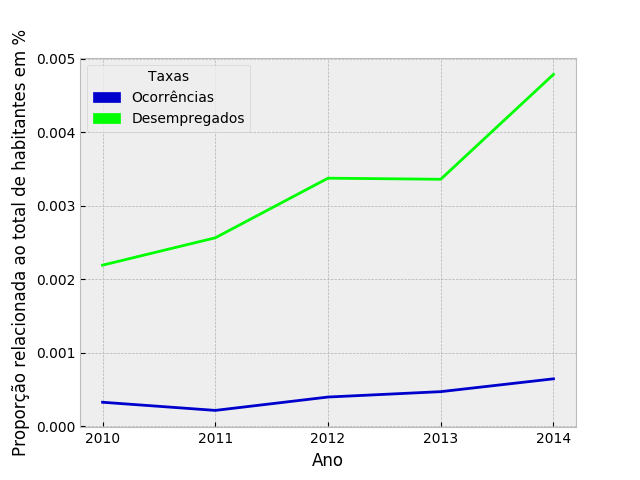 Proporção relacionada ao total de habitantes em %
0.005
0.004
0.003
0.002
0.001
0.000
Taxas
Ocorrências
Desempregados
2010 2011 2012 2013 2014
Ano